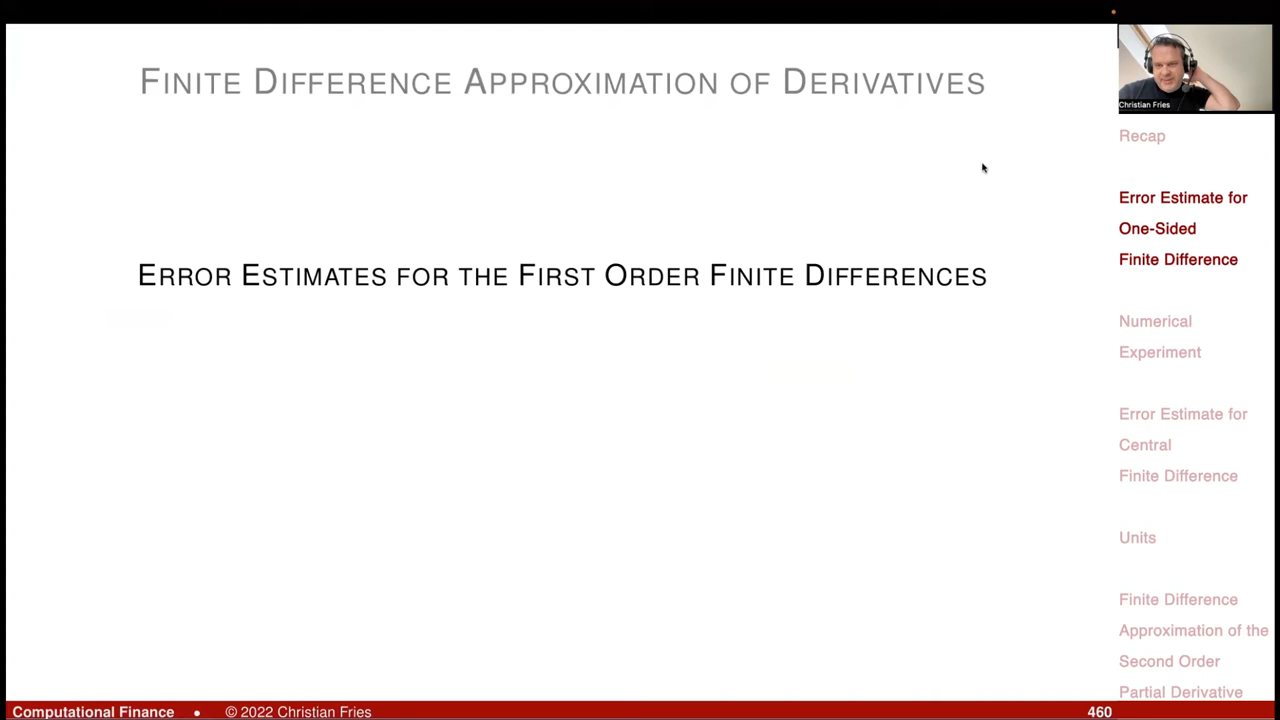 FINITE DIFFERENCE APPROXIMATION OF DERIVATIVES
Christian Fries
Recap
Error Estimate for
One-Sided
Finite Difference
ERROR ESTIMATES FOR THE FIRST ORDER FINITE DIFFERENCES
Numerical
Experiment
Error Estimate for
Central
Finite Difference
Units
Finite Difference
Approximation of the
Second Order
Partial Derivative
Computational Finance • © 2022 Christian Fries 460